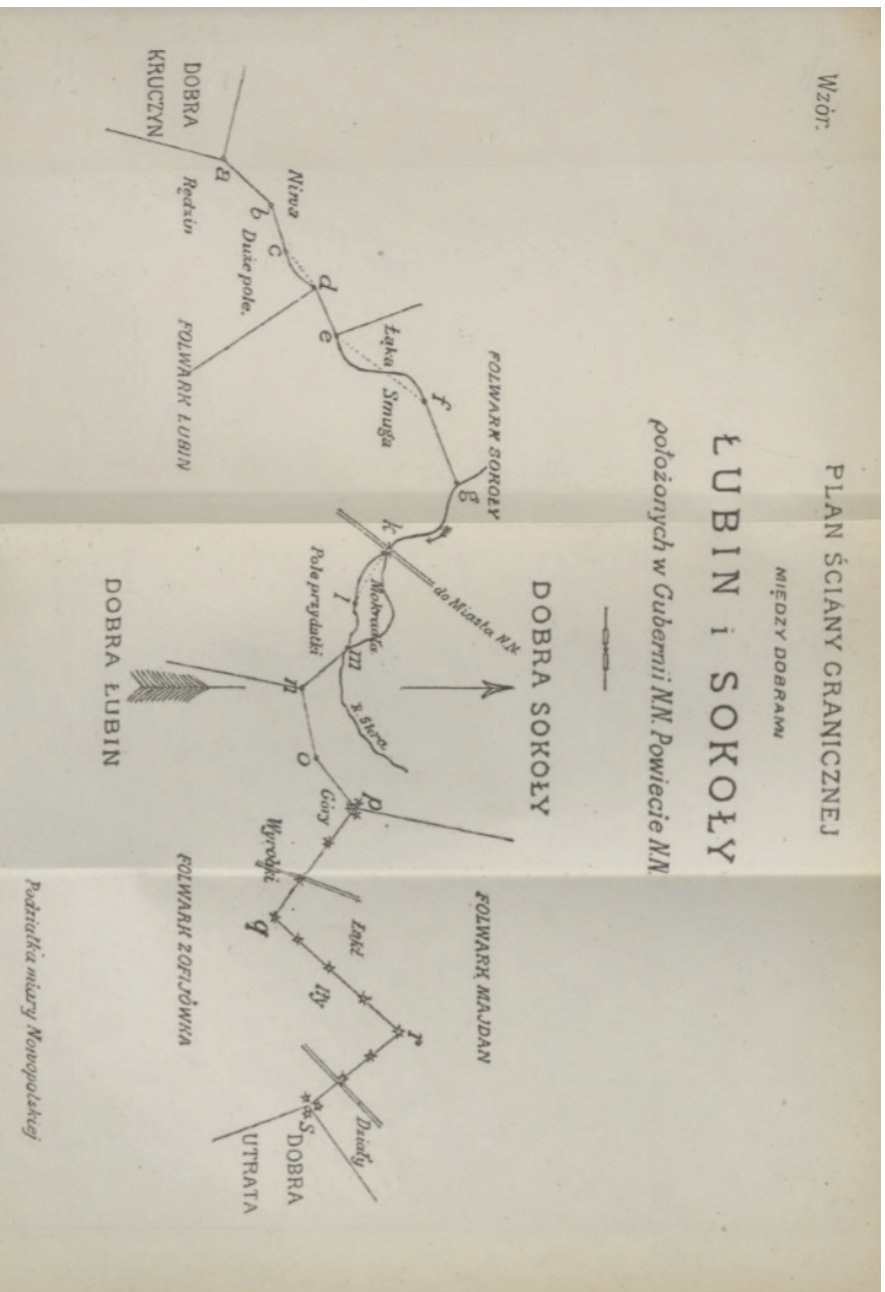 Wzór.
PLAN ŚCIANY GRANICZNEJ
MIĘDZY DOBRAMI
ŁUBIN i SOKOŁY
położonych w Gubernii N.N. Powiecie N.N.
DOBRA SOKOŁY
FOLWARK SOKOŁY
FOLWARK MAJDAN
do Miasta N.N.
DOBRA
KRUCZYN
a
Rędzin
b
Niwa
c
Duże pole.
d
e
Łąka
Smuga
f
g
k
Mokradla
l
Pole przydatki
m
R. Skra
n
o
p
Góry
Wyrobki
q
Łąki
Iły
r
Działy
S
DOBRA
UTRATA
FOLWARK ŁUBIN
DOBRA ŁUBIN
FOLWARK ZOFIJÓWKA
Podziałka miary Nowopolskiej